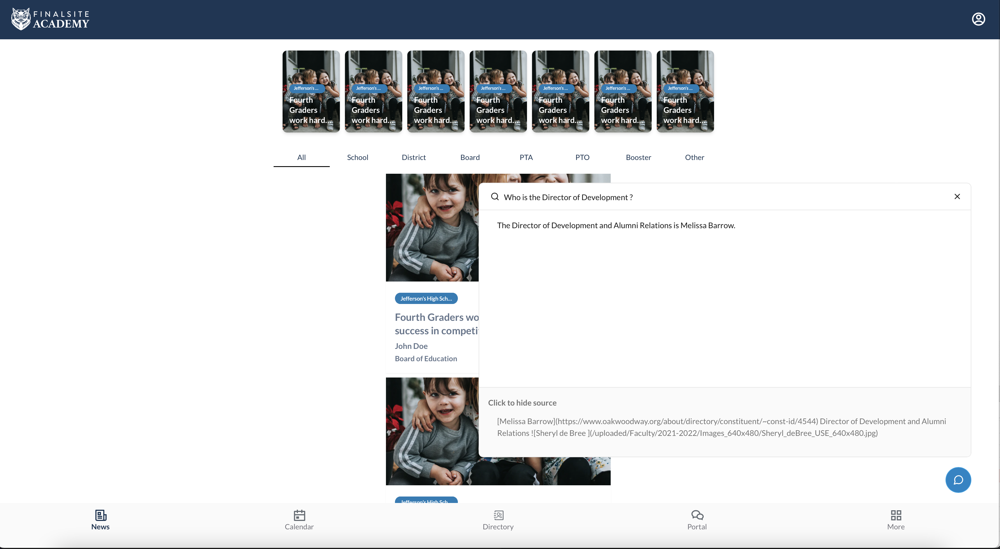 FINALSITE
ACADEMY
Jefferson's ...
Fourth
Graders
work hard...
Jefferson's ...
Fourth
Graders
work hard...
Jefferson's ...
Fourth
Graders
work hard...
Jefferson's ...
Fourth
Graders
work hard...
Jefferson's ...
Fourth
Graders
work hard...
Jefferson's ...
Fourth
Graders
work hard...
Jefferson's ...
Fourth
Graders
work hard...
All School District Board PTA PTO Booster Other
Who is the Director of Development ?
The Director of Development and Alumni Relations is Melissa Barrow.
Jefferson's High Sch...
Fourth Graders wo
success in competi
John Doe
Board of Education
Click to hide source
[Melissa Barrow](https://www.oakwoodway.org/about/directory/constituent/~const-id/4544) Director of Development and Alumni
Relations ![Sheryl de Bree ](/uploaded/Faculty/2021-2022/Images_640x480/Sheryl_deBree_USE_640x480.jpg)
Jefferson's High Sch...
News Calendar Directory Portal More